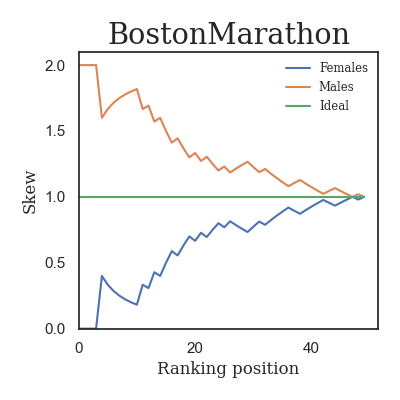 BostonMarathon
2.0
1.5
1.0
0.5
0.0
Skew
Females
Males
Ideal
0 20 40
Ranking position